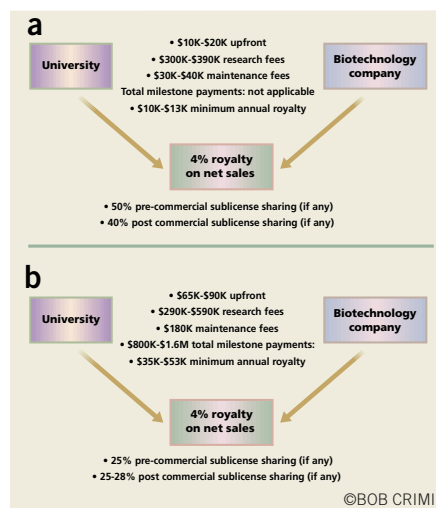 a
• $10K-$20K upfront
• $300K-$390K research fees
• $30K-$40K maintenance fees
Total milestone payments: not applicable
• $10K-$13K minimum annual royalty
University
Biotechnology
company
4% royalty
on net sales
• 50% pre-commercial sublicense sharing (if any)
• 40% post commercial sublicense sharing (if any)
b
• $65K-$90K upfront
• $290K-$590K research fees
• $180K maintenance fees
• $800K-$1.6M total milestone payments:
• $35K-$53K minimum annual royalty
University
Biotechnology
company
4% royalty
on net sales
• 25% pre-commercial sublicense sharing (if any)
• 25-28% post commercial sublicense sharing (if any)
©BOB CRIMI